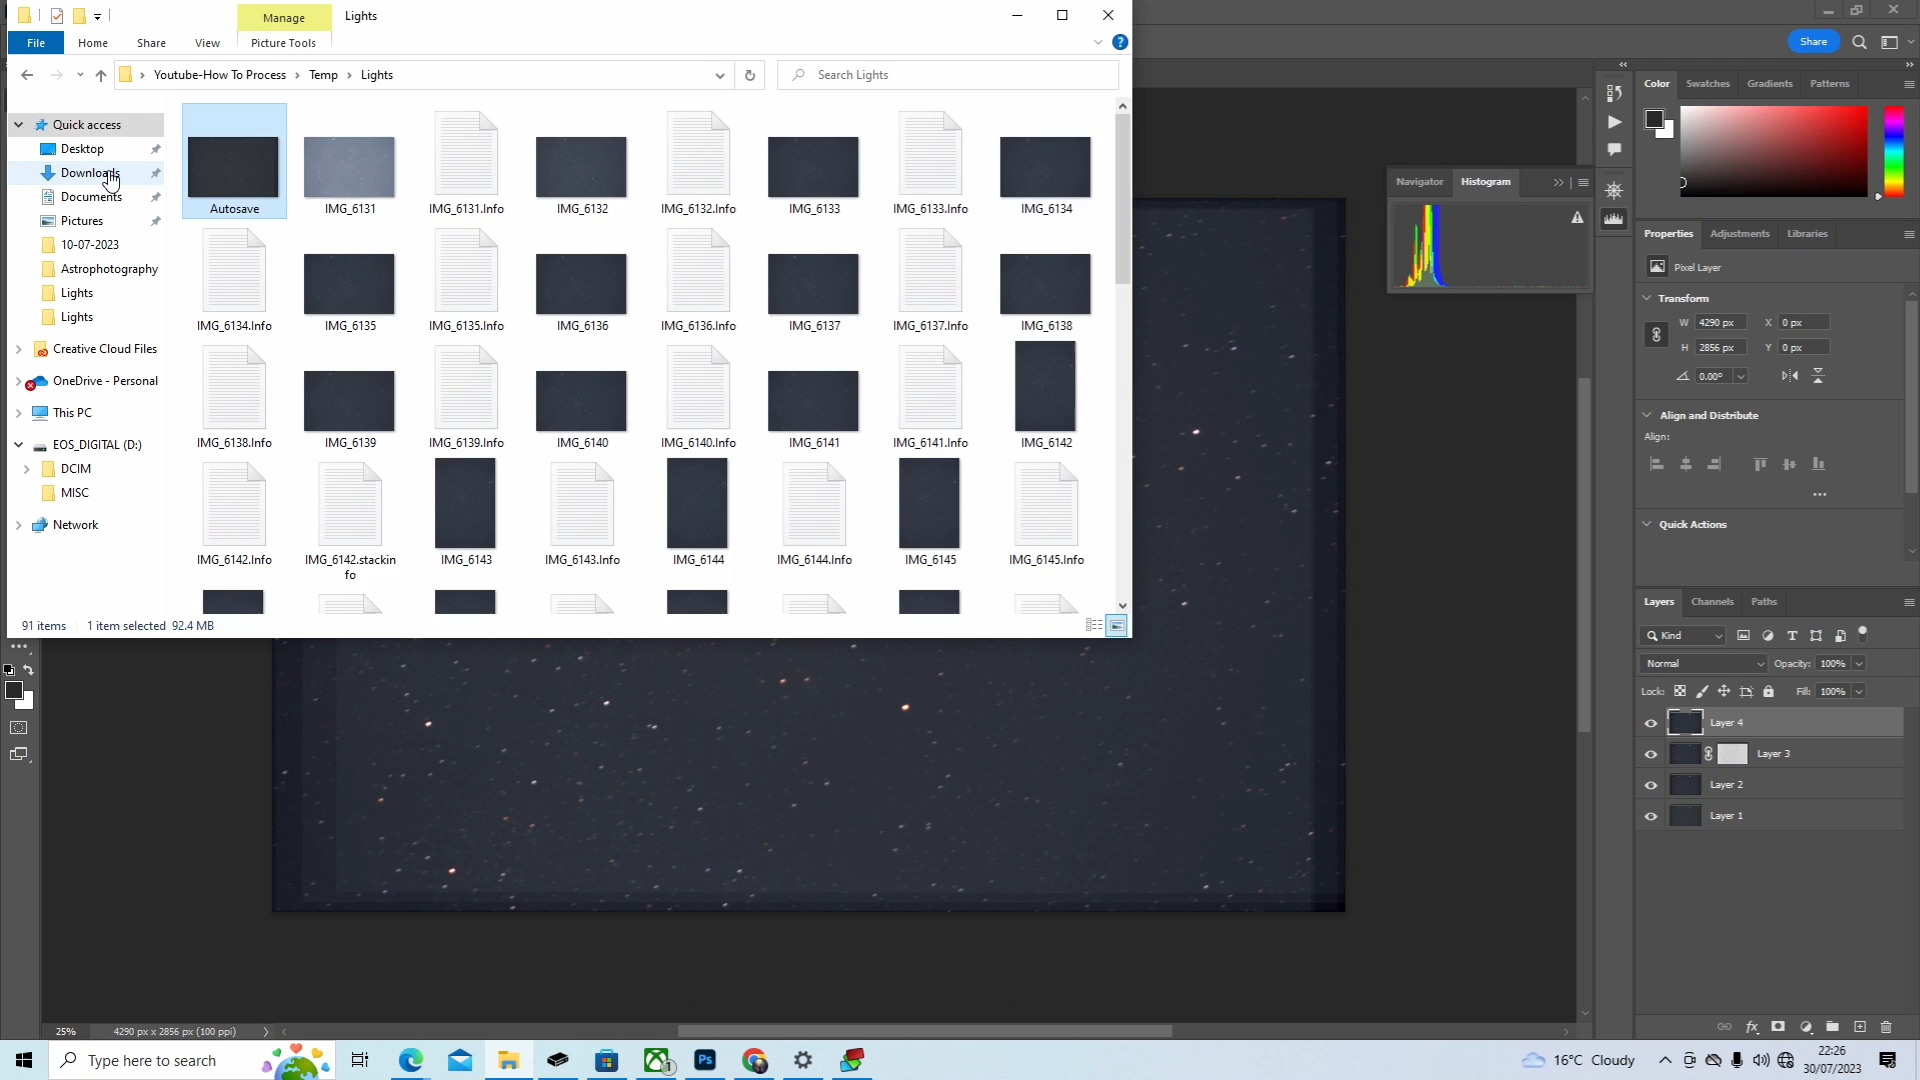 Manage
Lights
File
Home
Share
View
Picture Tools
Youtube-How To Process
Temp
Lights
Search Lights
Quick access
Desktop
Downloads
Documents
Pictures
10-07-2023
Astrophotography
Lights
Lights
Creative Cloud Files
OneDrive - Personal
This PC
EOS_DIGITAL (D:)
DCIM
MISC
Network
Autosave
IMG_6131
IMG_6131.Info
IMG_6132
IMG_6132.Info
IMG_6133
IMG_6133.Info
IMG_6134
IMG_6134.Info
IMG_6135
IMG_6135.Info
IMG_6136
IMG_6136.Info
IMG_6137
IMG_6137.Info
IMG_6138
IMG_6138.Info
IMG_6139
IMG_6139.Info
IMG_6140
IMG_6140.Info
IMG_6141
IMG_6141.Info
IMG_6142
IMG_6142.Info
IMG_6142.stackin
fo
IMG_6143
IMG_6143.Info
IMG_6144
IMG_6144.Info
IMG_6145
IMG_6145.Info
91 items
1 item selected 92.4 MB
Share
Color
Swatches
Gradients
Patterns
Navigator
Histogram
Properties
Adjustments
Libraries
Pixel Layer
Transform
W 4290 px
X 0 px
H 2856 px
Y 0 px
0.00°
Align and Distribute
Align:
Quick Actions
Layers
Channels
Paths
Kind
Normal
Opacity: 100%
Lock:
Fill: 100%
Layer 4
Layer 3
Layer 2
Layer 1
25%
4290 px x 2856 px (100 ppi)
Type here to search
1
Ps
16°C Cloudy
22:26
30/07/2023